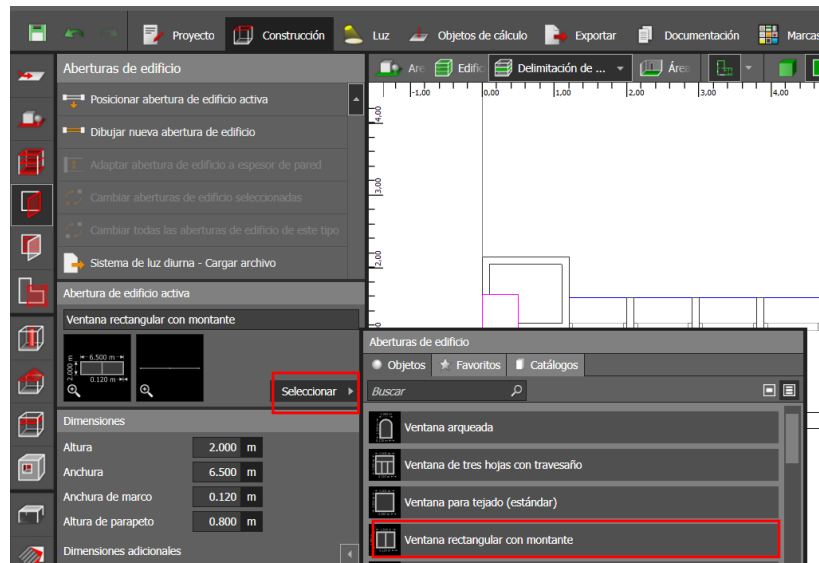 Proyecto Construcción Luz Objetos de cálculo Exportar Documentación Marcas
Aberturas de edificio
Are Edific Delimitación de ... Área
Posicionar abertura de edificio activa
Dibujar nueva abertura de edificio
Adaptar abertura de edificio a espesor de pared
Cambiar aberturas de edificio seleccionadas
Cambiar todas las aberturas de edificio de este tipo
Sistema de luz diurna - Cargar archivo
-1,00 0,00 1,00 2,00 3,00 4,00
3,00
2,00
Abertura de edificio activa
Ventana rectangular con montante
6.500 m
2.000 m
0.120 m
Seleccionar
Dimensiones
Altura 2.000 m
Anchura 6.500 m
Anchura de marco 0.120 m
Altura de parapeto 0.800 m
Dimensiones adicionales
Aberturas de edificio
Objetos Favoritos Catálogos
Buscar
Ventana arqueada
Ventana de tres hojas con travesaño
Ventana para tejado (estándar)
Ventana rectangular con montante